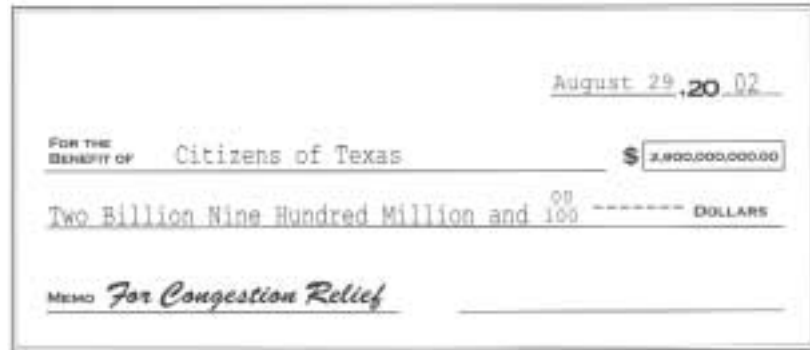 August 29, 20 02
FOR THE
BENEFIT OF Citizens of Texas $ 2,900,000,000.00
Two Billion Nine Hundred Million and 00/100 ------- DOLLARS
MEMO For Congestion Relief